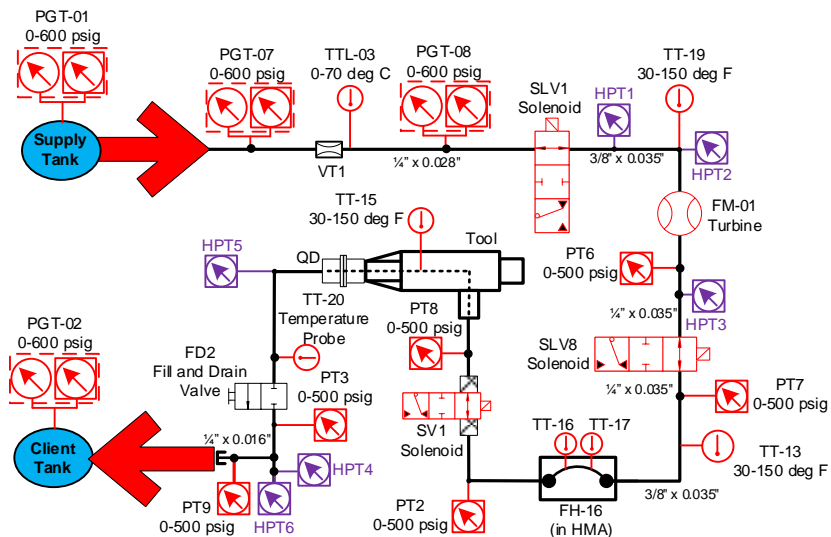 PGT-01
0-600 psig
Supply
Tank
PGT-07
0-600 psig
TTL-03
0-70 deg C
PGT-08
0-600 psig
SLV1
Solenoid
HPT1
TT-19
30-150 deg F
VT1
¼” x 0.028”
3/8” x 0.035”
HPT2
FM-01
Turbine
TT-15
30-150 deg F
Tool
QD
HPT5
PT6
0-500 psig
HPT3
¼” x 0.035”
TT-20
Temperature
Probe
PT8
0-500 psig
SLV8
Solenoid
¼” x 0.035”
PGT-02
0-600 psig
FD2
Fill and Drain
Valve
PT3
0-500 psig
SV1
Solenoid
PT7
0-500 psig
TT-16
TT-17
TT-13
30-150 deg F
Client
Tank
¼” x 0.016”
HPT4
PT9
0-500 psig
HPT6
PT2
0-500 psig
FH-16
(in HMA)
3/8” x 0.035”